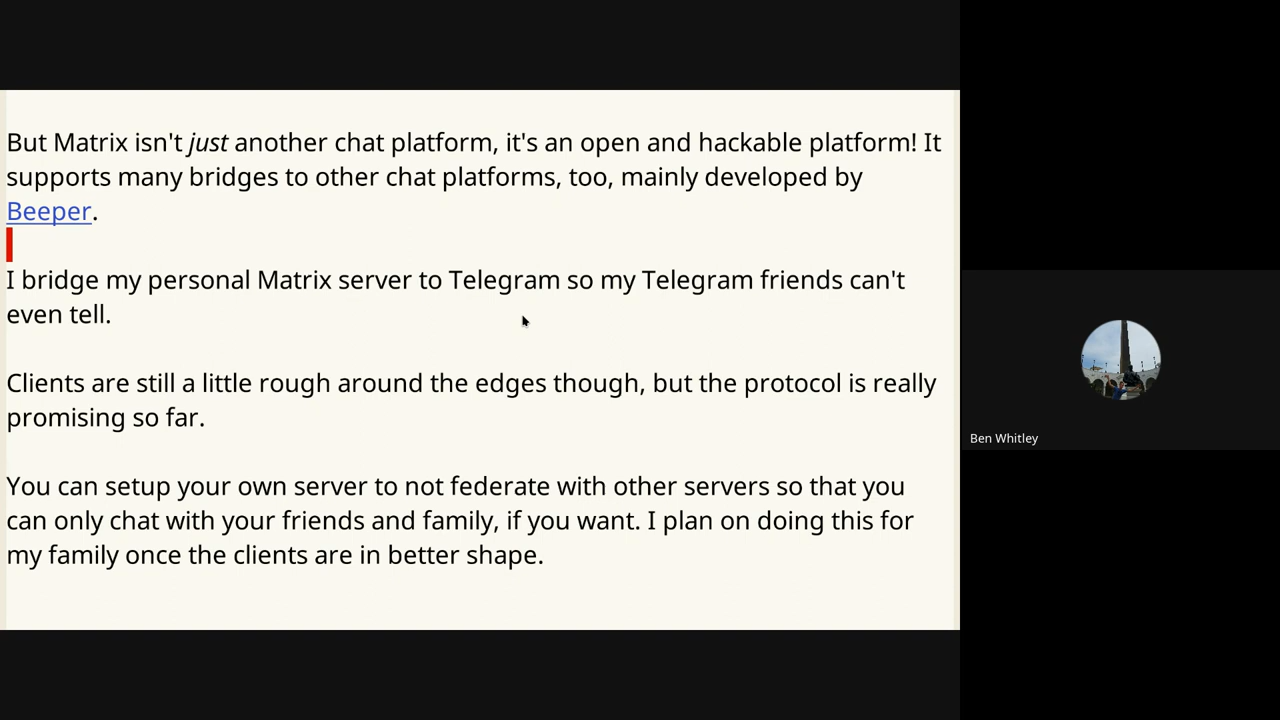 But Matrix isn't just another chat platform, it's an open and hackable platform! It
supports many bridges to other chat platforms, too, mainly developed by
Beeper.
I bridge my personal Matrix server to Telegram so my Telegram friends can't
even tell.
Clients are still a little rough around the edges though, but the protocol is really
promising so far.
You can setup your own server to not federate with other servers so that you
can only chat with your friends and family, if you want. I plan on doing this for
my family once the clients are in better shape.
Ben Whitley